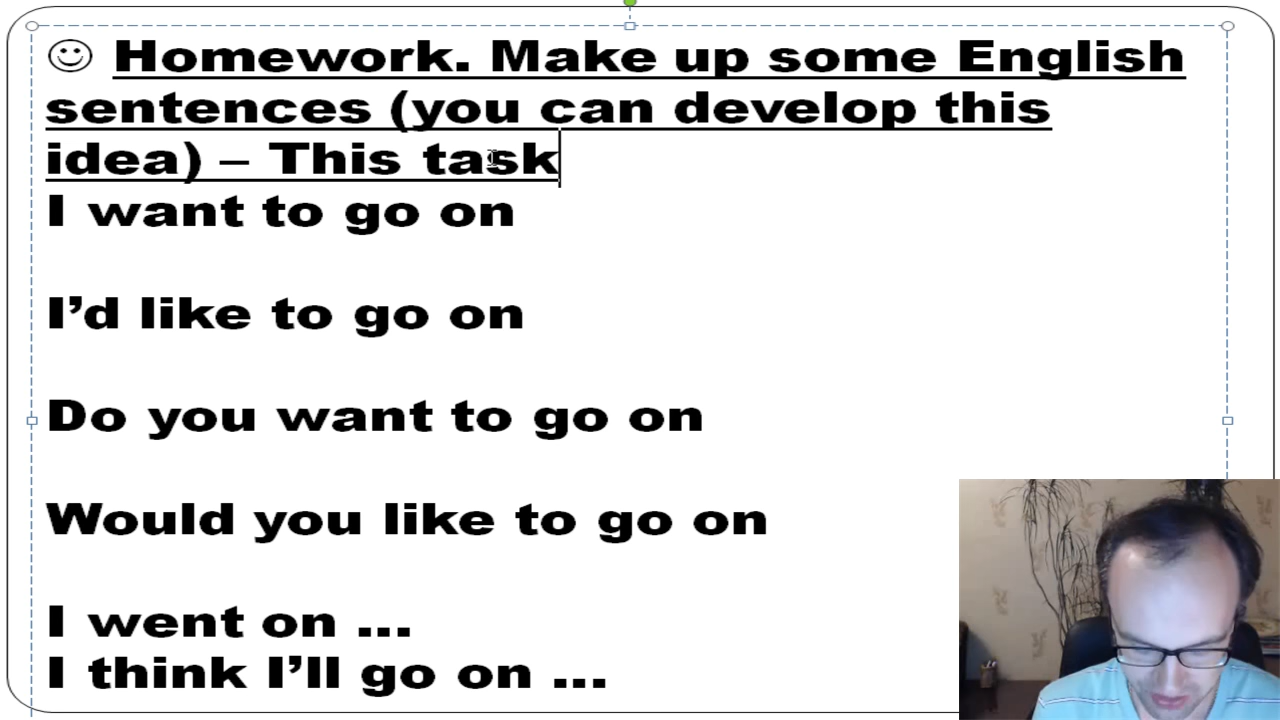 ☺ Homework. Make up some English
sentences (you can develop this
idea) – This task
I want to go on
I’d like to go on
Do you want to go on
Would you like to go on
I went on ...
I think I’ll go on ...